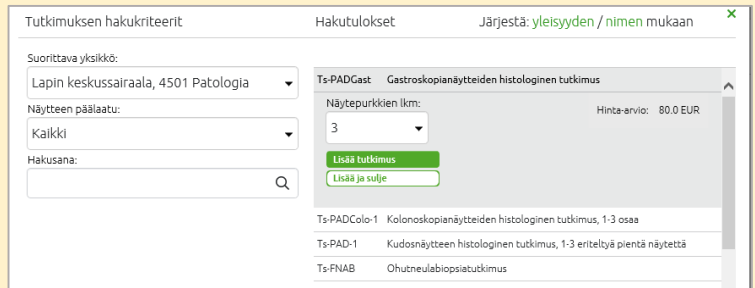 Tutkimuksen hakukriteerit
Hakutulokset
Järjestä: yleisyyden / nimen mukaan
×
Suorittava yksikkö:
Lapin keskussairaala, 4501 Patologia
Näytteen päälaatu:
Kaikki
Hakusana:
Ts-PADGast Gastroskopianäytteiden histologinen tutkimus
Näytepurkkien lkm:
3
Hinta-arvio: 80.0 EUR
Lisää tutkimus
Lisää ja sulje
Ts-PADColo-1 Kolonoskopianäytteiden histologinen tutkimus, 1-3 osaa
Ts-PAD-1 Kudosnäytteen histologinen tutkimus, 1-3 eriteltyä pientä näytettä
Ts-FNAB Ohutneulabiopsiatutkimus